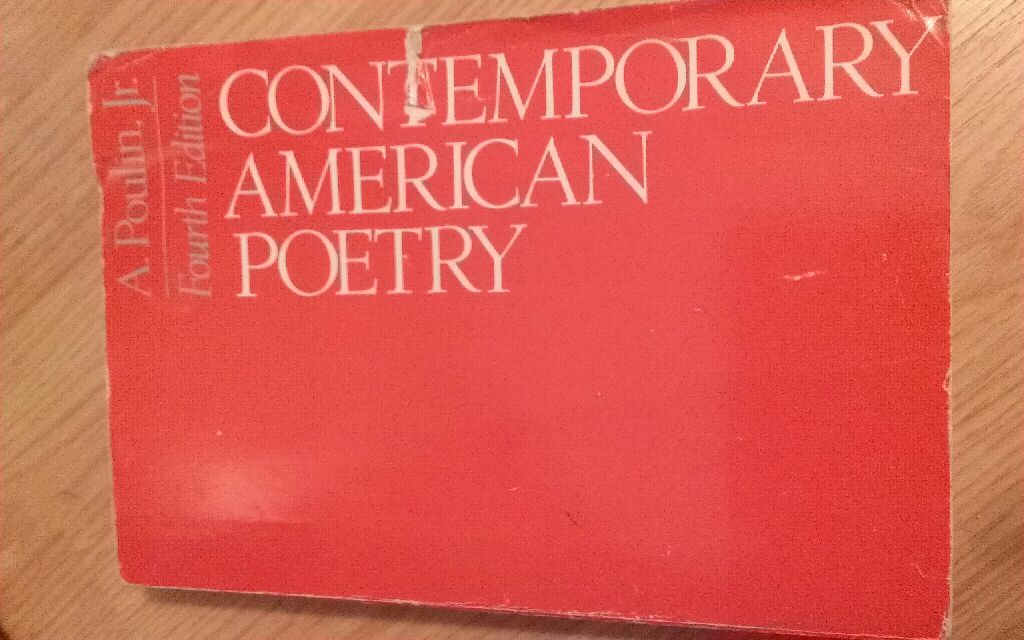 CONTEMPORARY
AMERICAN
POETRY
A. Poulin, Jr.
Fourth Edition